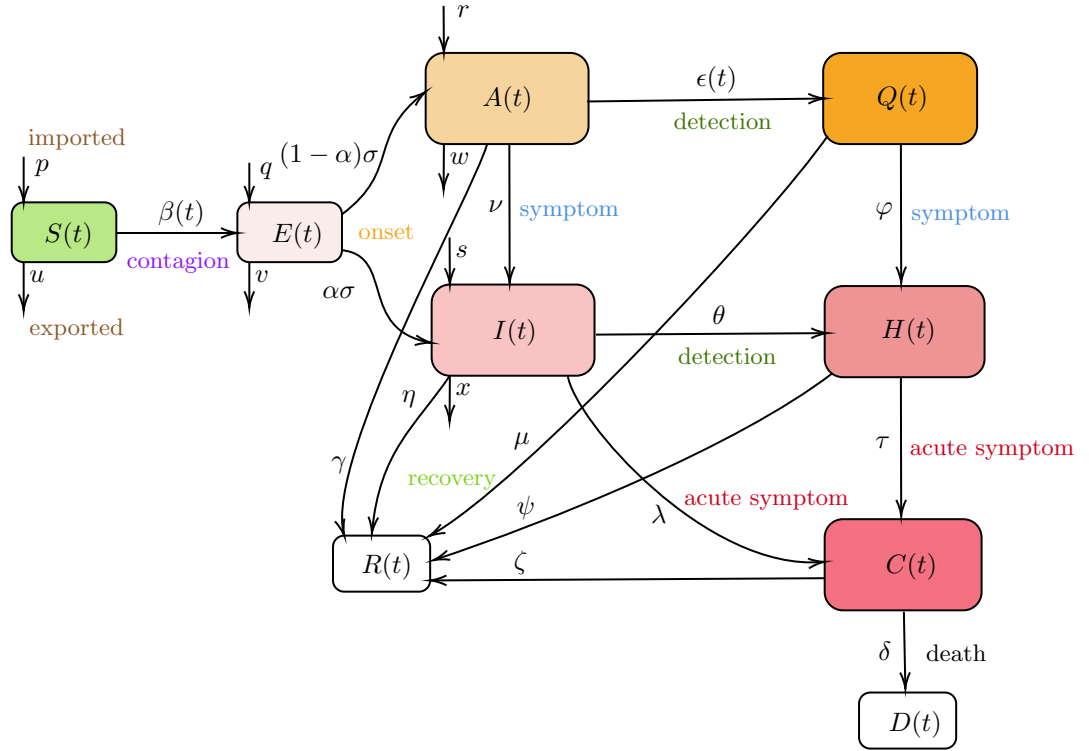 r
A(t)
ϵ(t)
detection
Q(t)
imported
p
q
(1 − α)σ
w
S(t)
β(t)
contagion
E(t)
onset
ν
symptom
φ
symptom
u
exported
v
ασ
s
I(t)
θ
detection
H(t)
η
x
γ
recovery
μ
ψ
acute symptom
λ
τ
acute symptom
R(t)
ζ
C(t)
δ
death
D(t)